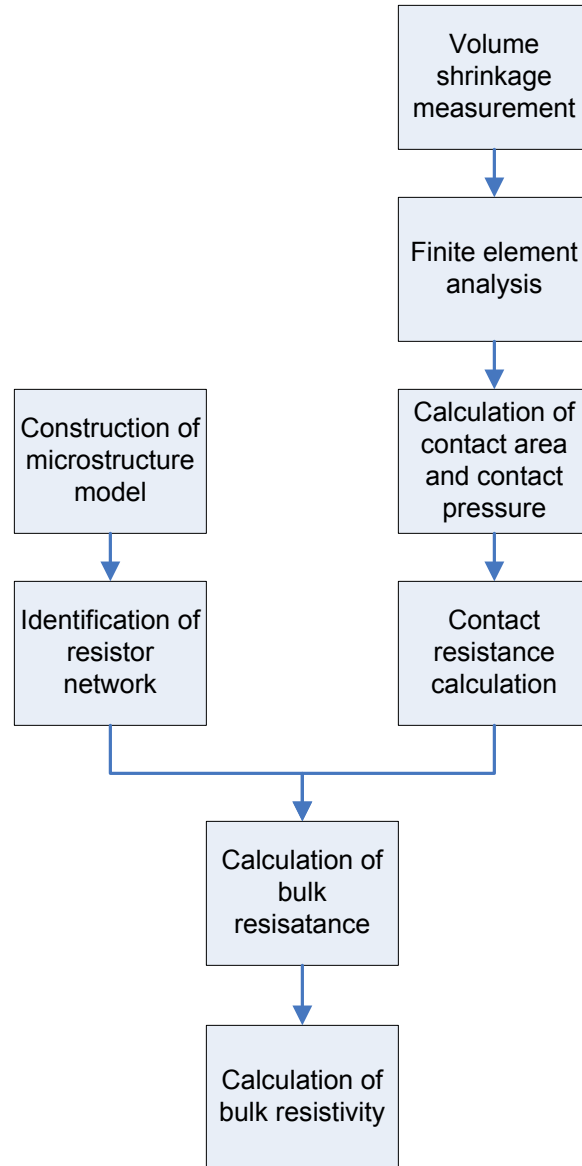 Volume
shrinkage
measurement
Finite element
analysis
Construction of
microstructure
model
Calculation of
contact area
and contact
pressure
Identification of
resistor
network
Contact
resistance
calculation
Calculation of
bulk
resisatance
Calculation of
bulk resistivity